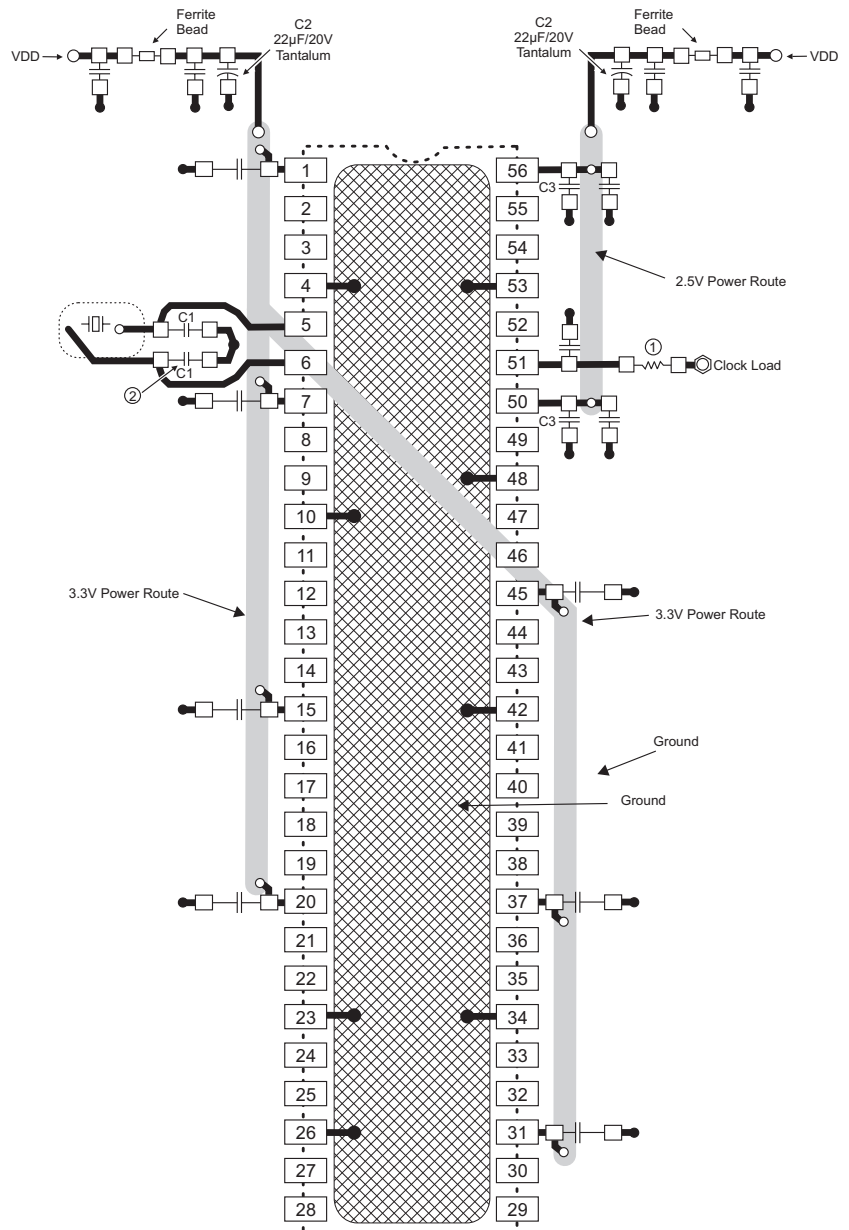 Ferrite
Bead
C2
22µF/20V
Tantalum
VDD
C2
22µF/20V
Tantalum
Ferrite
Bead
VDD
1
56
C3
2
55
3
54
4
53
2.5V Power Route
5
52
C1
6
51
1
Clock Load
C1
2
7
50
C3
8
49
9
48
10
47
11
46
12
45
3.3V Power Route
3.3V Power Route
13
44
14
43
15
42
16
41
Ground
17
40
Ground
18
39
19
38
20
37
21
36
22
35
23
34
24
33
25
32
26
31
27
30
28
29